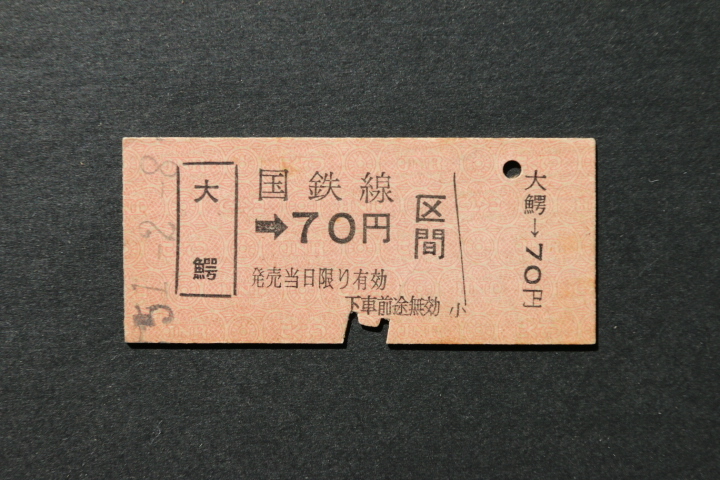 51.-2.-8
大鰐
国鉄線
➡70円区間
発売当日限り有効
下車前途無効
小
大鰐→70円